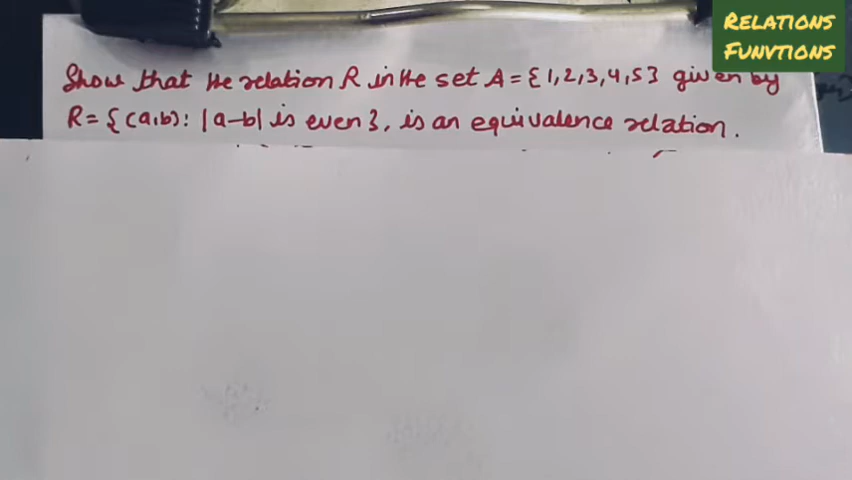 RELATIONS
FUNVTIONS
Show that the relation R in the set A = {1,2,3,4,5} given by
R = {(a,b): |a-b| is even}, is an equivalence relation.